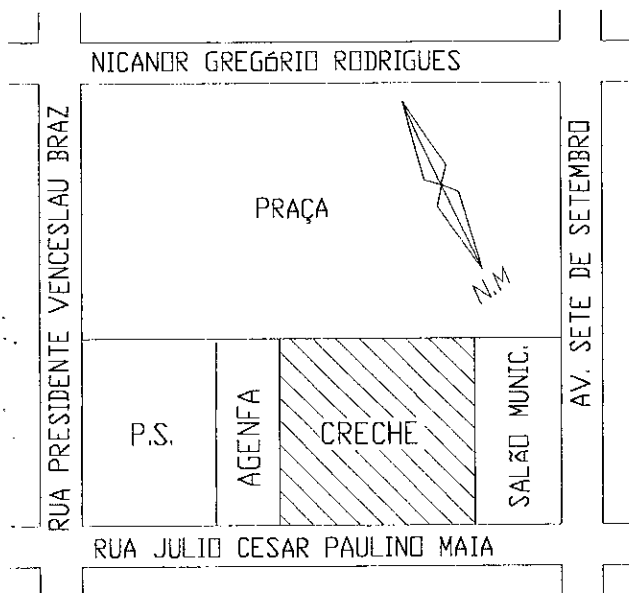 NICANOR GREGÓRIO RODRIGUES
RUA PRESIDENTE VENCESLAU BRAZ
PRAÇA
N.M
AV. SETE DE SETEMBRO
P.S.
AGENFA
CRECHE
SALÃO MUNIC.
RUA JULIO CESAR PAULINO MAIA